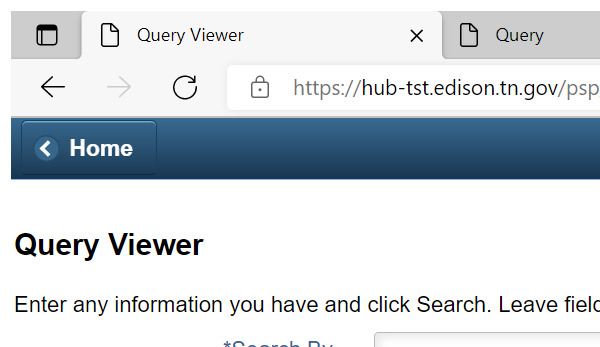 Query Viewer
Query
https://hub-tst.edison.tn.gov/psp
Home
Query Viewer
Enter any information you have and click Search. Leave field
*Search By